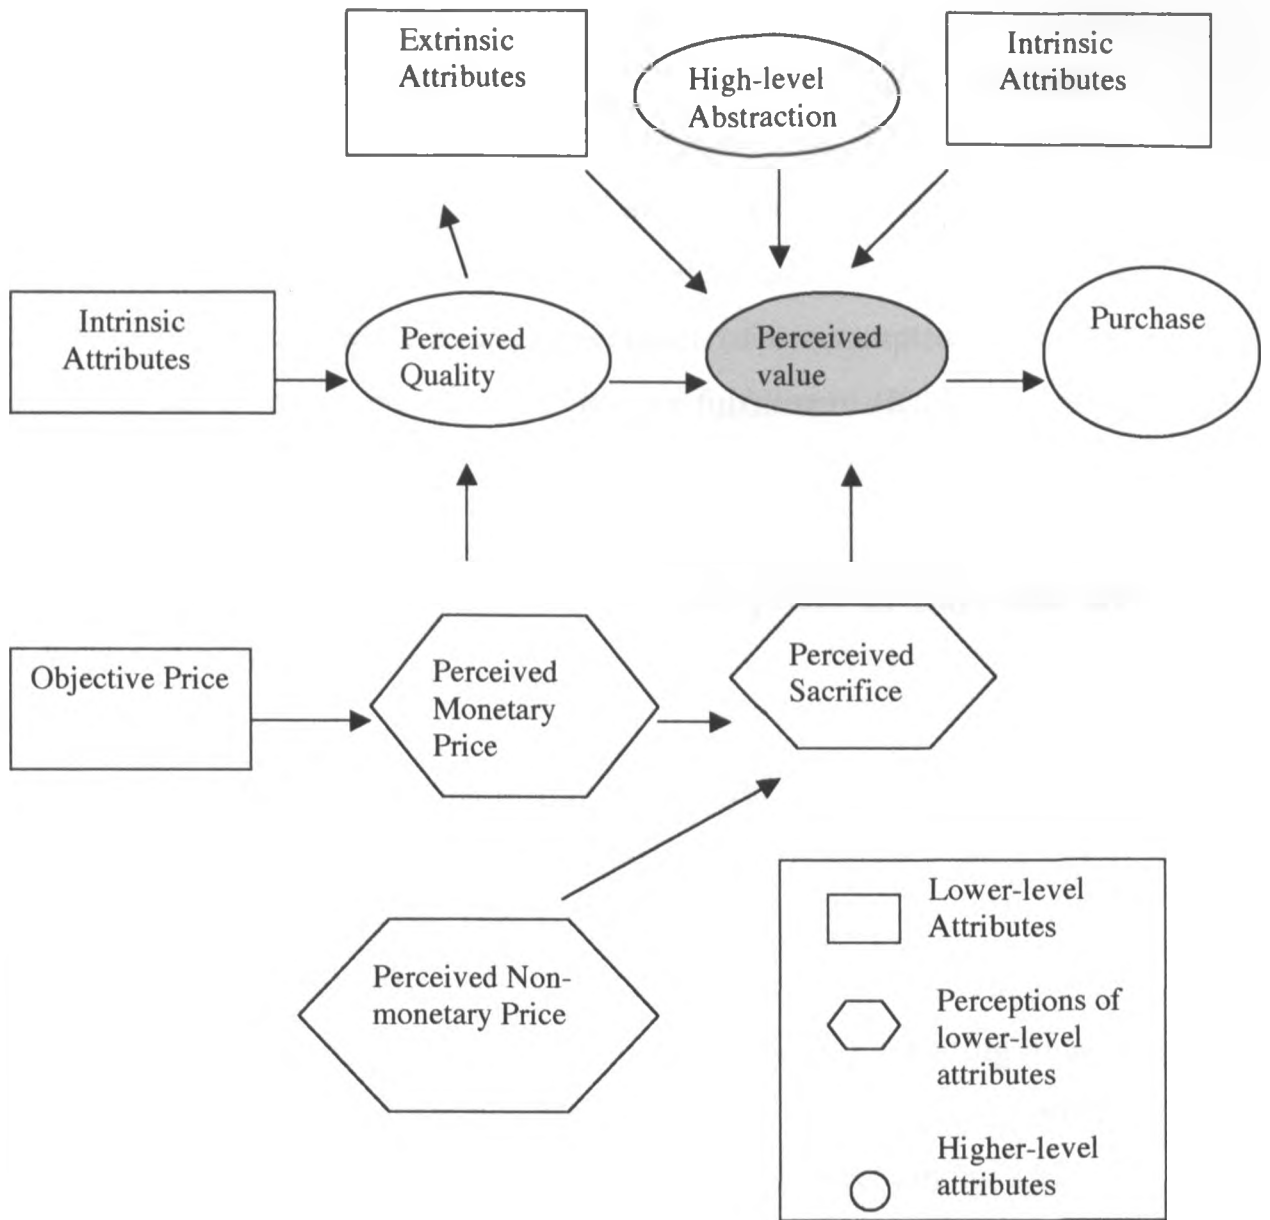 Extrinsic
Attributes
High-level
Abstraction
Intrinsic
Attributes
Intrinsic
Attributes
Perceived
Quality
Perceived
value
Purchase
Objective Price
Perceived
Monetary
Price
Perceived
Sacrifice
Perceived Non-
monetary Price
Lower-level
Attributes
Perceptions of
lower-level
attributes
Higher-level
attributes